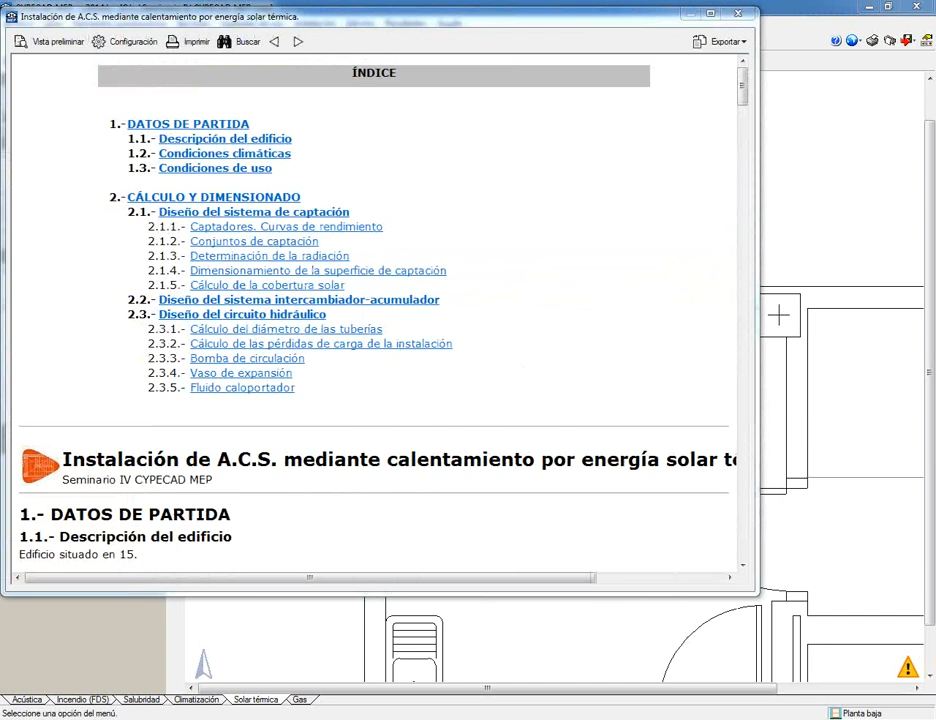 Instalación de A.C.S. mediante calentamiento por energía solar térmica.
Vista preliminar Configuración Imprimir Buscar Exportar
ÍNDICE
1.- DATOS DE PARTIDA
1.1.- Descripción del edificio
1.2.- Condiciones climáticas
1.3.- Condiciones de uso
2.- CÁLCULO Y DIMENSIONADO
2.1.- Diseño del sistema de captación
2.1.1.- Captadores. Curvas de rendimiento
2.1.2.- Conjuntos de captación
2.1.3.- Determinación de la radiación
2.1.4.- Dimensionamiento de la superficie de captación
2.1.5.- Cálculo de la cobertura solar
2.2.- Diseño del sistema intercambiador-acumulador
2.3.- Diseño del circuito hidráulico
2.3.1.- Cálculo del diámetro de las tuberías
2.3.2.- Cálculo de las pérdidas de carga de la instalación
2.3.3.- Bomba de circulación
2.3.4.- Vaso de expansión
2.3.5.- Fluido caloportador
Instalación de A.C.S. mediante calentamiento por energía solar té
Seminario IV CYPECAD MEP
1.- DATOS DE PARTIDA
1.1.- Descripción del edificio
Edificio situado en 15.
Acústica Incendio (FDS) Salubridad Climatización Solar térmica Gas
Seleccione una opción del menú. Planta baja